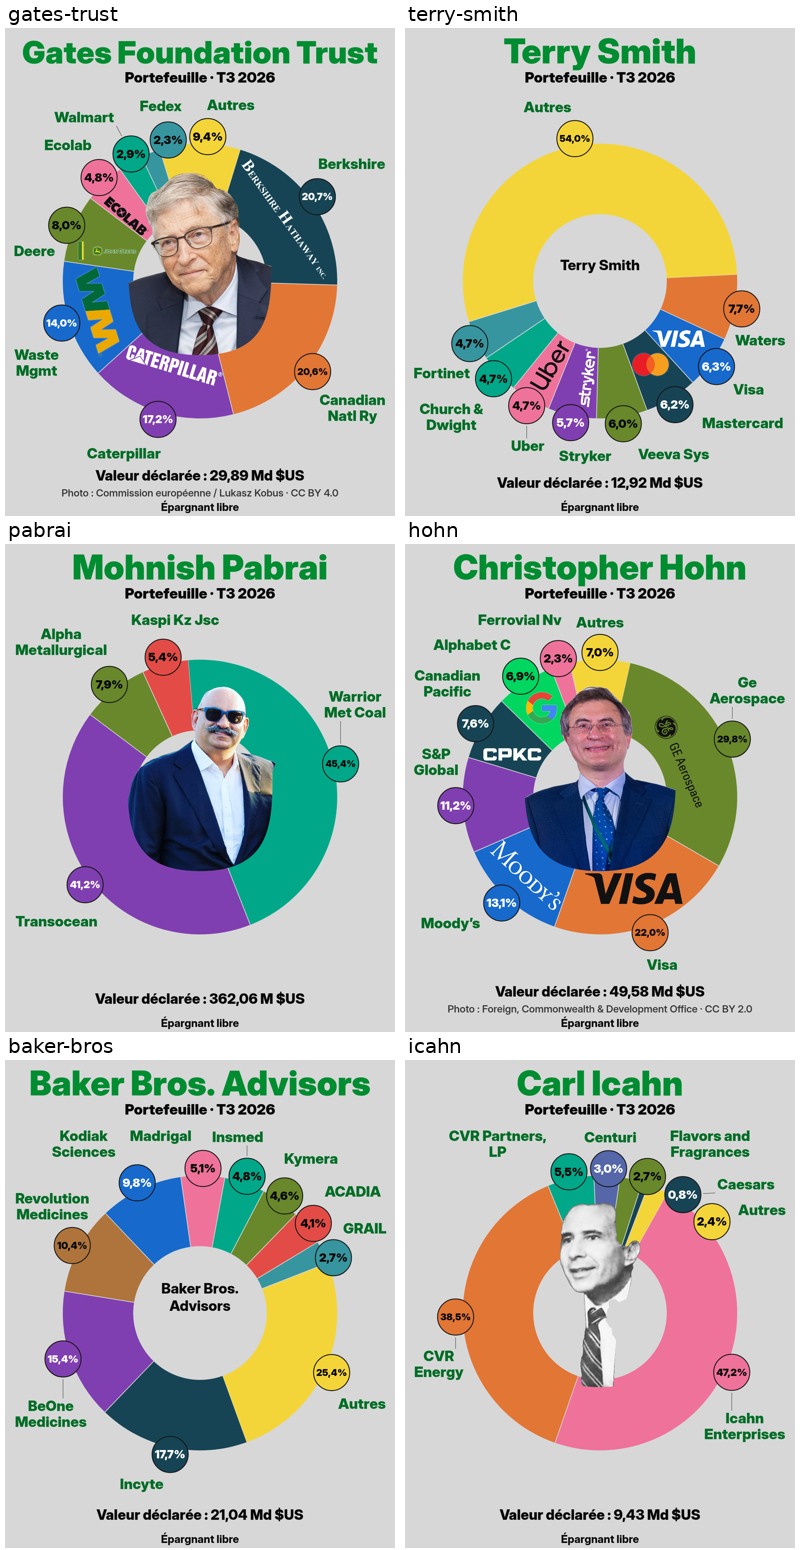 gates-trust
Gates Foundation Trust
Portefeuille · T3 2026
Fedex
Autres
Walmart
2,3%
9,4%
2,9%
Ecolab
4,8%
Berkshire
ECOLAB
BERKSHIRE HATHAWAY INC.
20,7%
8,0%
Deere
JOHN DEERE
WM
14,0%
Waste
Mgmt
CATERPILLAR®
20,6%
Canadian
Natl Ry
17,2%
Caterpillar
Valeur déclarée : 29,89 Md $US
Photo : Commission européenne / Lukasz Kobus · CC BY 4.0
Épargnant libre
terry-smith
Terry Smith
Portefeuille · T3 2026
Autres
54,0%
Terry Smith
7,7%
Waters
VISA
6,3%
Visa
6,2%
Mastercard
6,0%
Veeva Sys
stryker
5,7%
Stryker
Uber
4,7%
Uber
4,7%
Church &
Dwight
4,7%
Fortinet
Valeur déclarée : 12,92 Md $US
Épargnant libre
pabrai
Mohnish Pabrai
Portefeuille · T3 2026
Kaspi Kz Jsc
5,4%
Alpha
Metallurgical
7,9%
Warrior
Met Coal
45,4%
41,2%
Transocean
Valeur déclarée : 362,06 M $US
Épargnant libre
hohn
Christopher Hohn
Portefeuille · T3 2026
Ferrovial Nv
Autres
2,3%
7,0%
Alphabet C
6,9%
G
Canadian
Pacific
7,6%
CPKC
Ge
Aerospace
29,8%
GE Aerospace
S&P
Global
11,2%
MOODY'S
13,1%
Moody’s
VISA
22,0%
Visa
Valeur déclarée : 49,58 Md $US
Photo : Foreign, Commonwealth & Development Office · CC BY 2.0
Épargnant libre
baker-bros
Baker Bros. Advisors
Portefeuille · T3 2026
Kodiak
Sciences
9,8%
Madrigal
5,1%
Insmed
4,8%
Kymera
4,6%
ACADIA
4,1%
GRAIL
2,7%
Revolution
Medicines
10,4%
Baker Bros.
Advisors
15,4%
BeOne
Medicines
25,4%
Autres
17,7%
Incyte
Valeur déclarée : 21,04 Md $US
Épargnant libre
icahn
Carl Icahn
Portefeuille · T3 2026
CVR Partners,
LP
5,5%
Centuri
3,0%
Flavors and
Fragrances
2,7%
Caesars
0,8%
Autres
2,4%
38,5%
CVR
Energy
47,2%
Icahn
Enterprises
Valeur déclarée : 9,43 Md $US
Épargnant libre